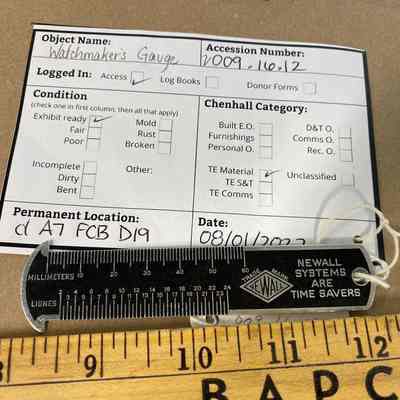 Object Name:
Watchmaker's Gauge
Accession Number:
2009.16.12
Logged In: Access Log Books Donor Forms
Condition
(check one in first column, then all that apply)
Exhibit ready Mold
Fair Rust
Poor Broken
Incomplete Other:
Dirty
Bent
Chenhall Category:
Built E.O. D&T O.
Furnishings Comms O.
Personal O. Rec. O.
TE Material Unclassified
TE S&T
TE Comms
Permanent Location:
cl A7 FCB D19
Date:
08/01/2022
MILLIMETERS 10 20 30 40 50 60
LIGNES 2 3 4 5 6 7 8 9 10 11 12 13 14 15 16 17 18 19 20 21 22 23 24
TRADE MARK
NEWALL
NEWALL
SYSTEMS
ARE
TIME SAVERS
8 9 10 11 12
BAPC